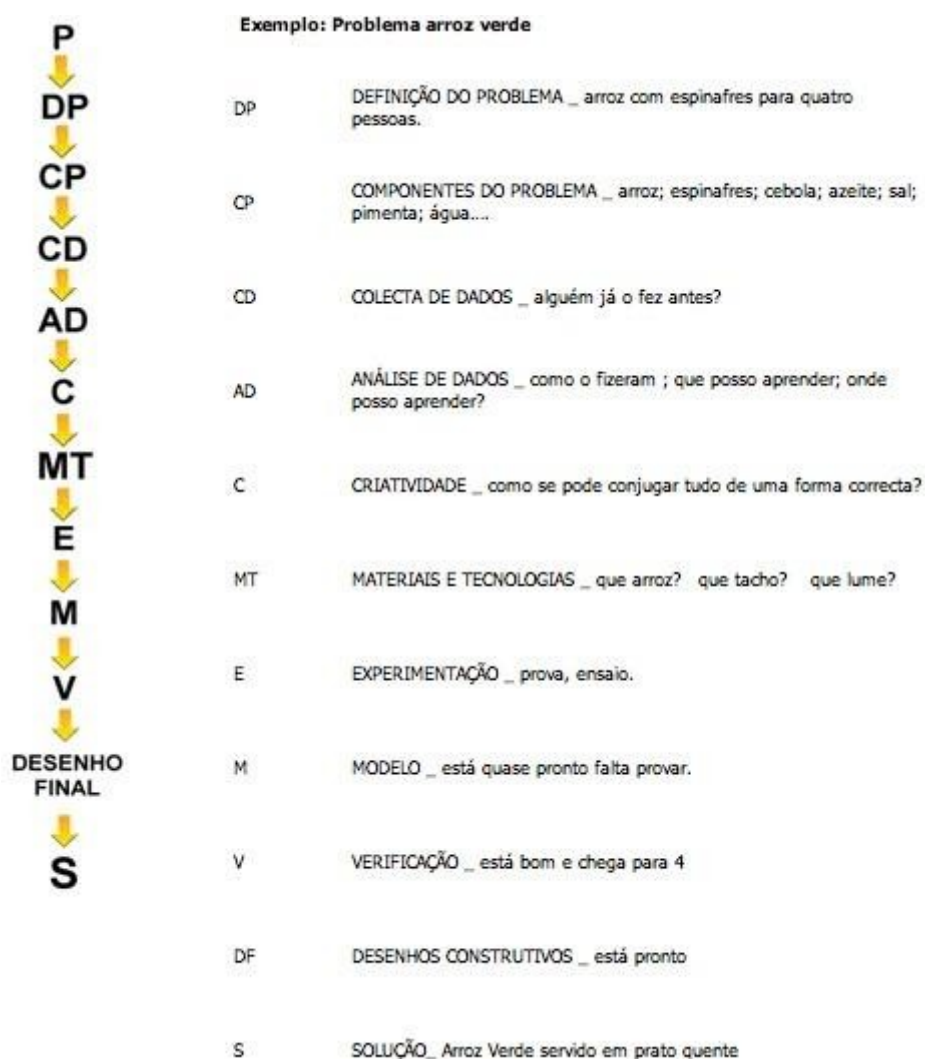 P
DP
CP
CD
AD
C
MT
E
M
V
DESENHO
FINAL
S
Exemplo: Problema arroz verde
DP DEFINIÇÃO DO PROBLEMA _ arroz com espinafres para quatro
pessoas.
CP COMPONENTES DO PROBLEMA _ arroz; espinafres; cebola; azeite; sal;
pimenta; água....
CD COLECTA DE DADOS _ alguém já o fez antes?
AD ANÁLISE DE DADOS _ como o fizeram ; que posso aprender; onde
posso aprender?
C CRIATIVIDADE _ como se pode conjugar tudo de uma forma correcta?
MT MATERIAIS E TECNOLOGIAS _ que arroz? que tacho? que lume?
E EXPERIMENTAÇÃO _ prova, ensaio.
M MODELO _ está quase pronto falta provar.
V VERIFICAÇÃO _ está bom e chega para 4
DF DESENHOS CONSTRUTIVOS _ está pronto
S SOLUÇÃO_ Arroz Verde servido em prato quente